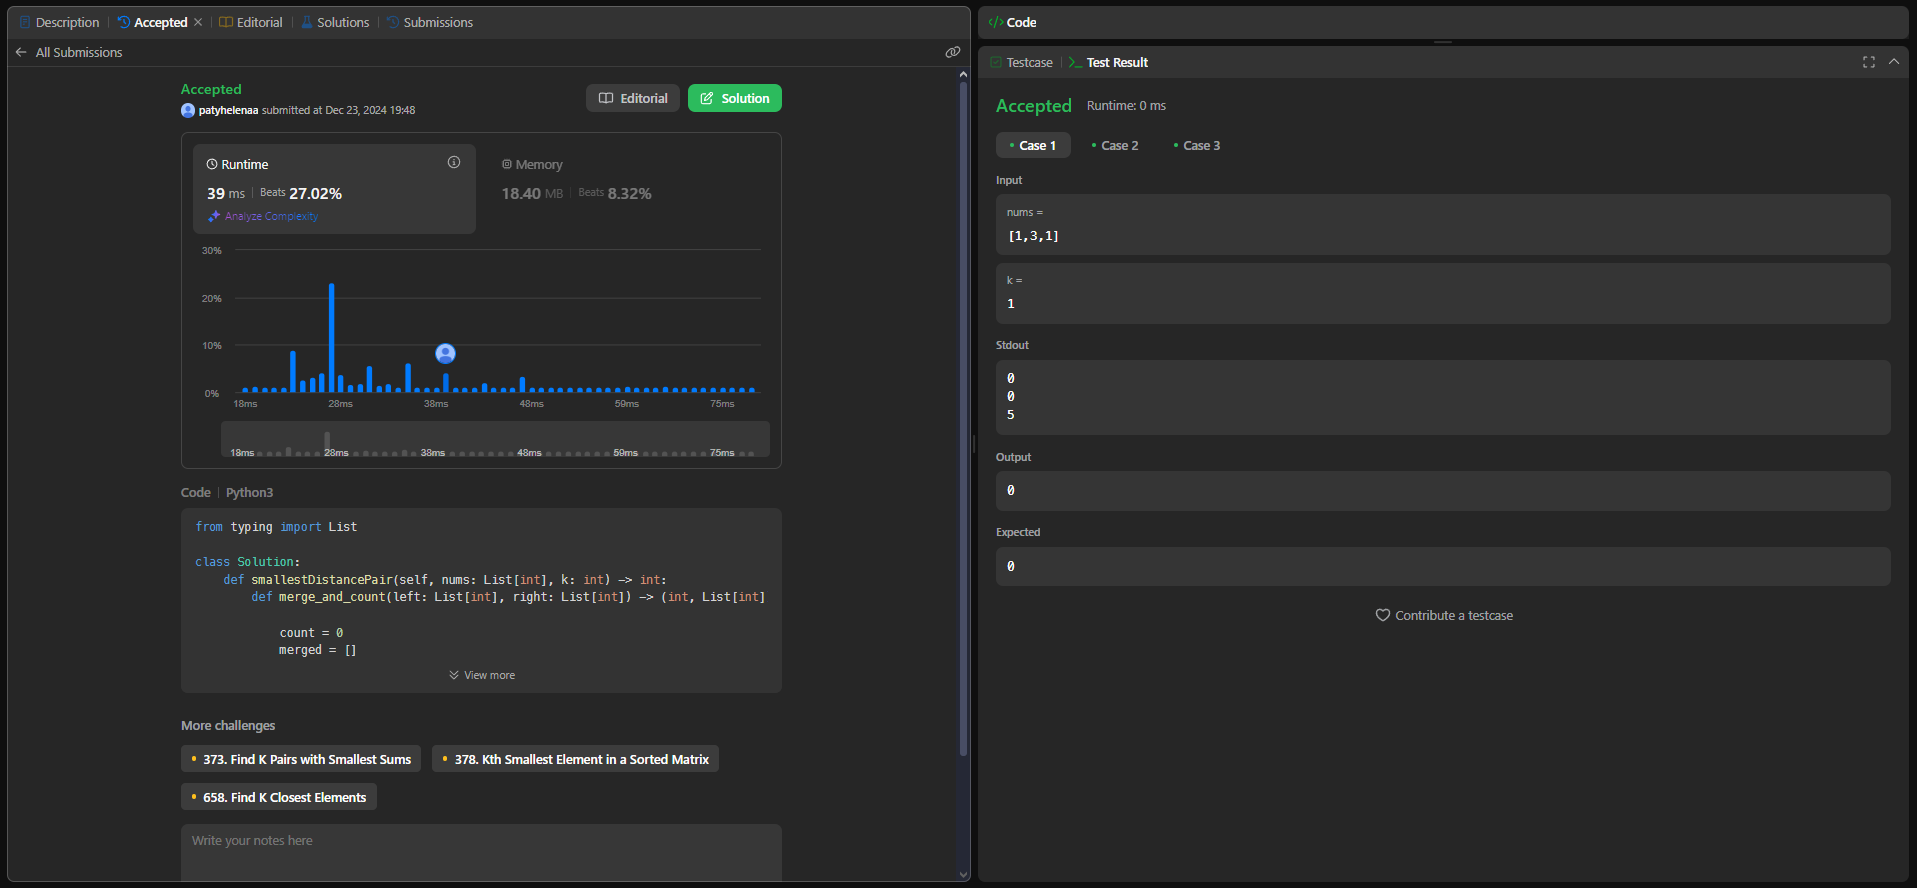 Description
Accepted
Editorial
Solutions
Submissions
All Submissions
Accepted
patyhelenaa submitted at Dec 23, 2024 19:48
Editorial
Solution
Runtime
39 ms | Beats 27.02%
Analyze Complexity
Memory
18.40 MB | Beats 8.32%
30%
20%
10%
0%
18ms 28ms 38ms 48ms 59ms 75ms
18ms 28ms 38ms 48ms 59ms 75ms
Code | Python3
from typing import List
class Solution:
def smallestDistancePair(self, nums: List[int], k: int) -> int:
def merge_and_count(left: List[int], right: List[int]) -> (int, List[int]
count = 0
merged = []
View more
More challenges
373. Find K Pairs with Smallest Sums
378. Kth Smallest Element in a Sorted Matrix
658. Find K Closest Elements
Write your notes here
</> Code
Testcase
Test Result
Accepted Runtime: 0 ms
Case 1
Case 2
Case 3
Input
nums =
[1,3,1]
k =
1
Stdout
0
0
5
Output
0
Expected
0
Contribute a testcase